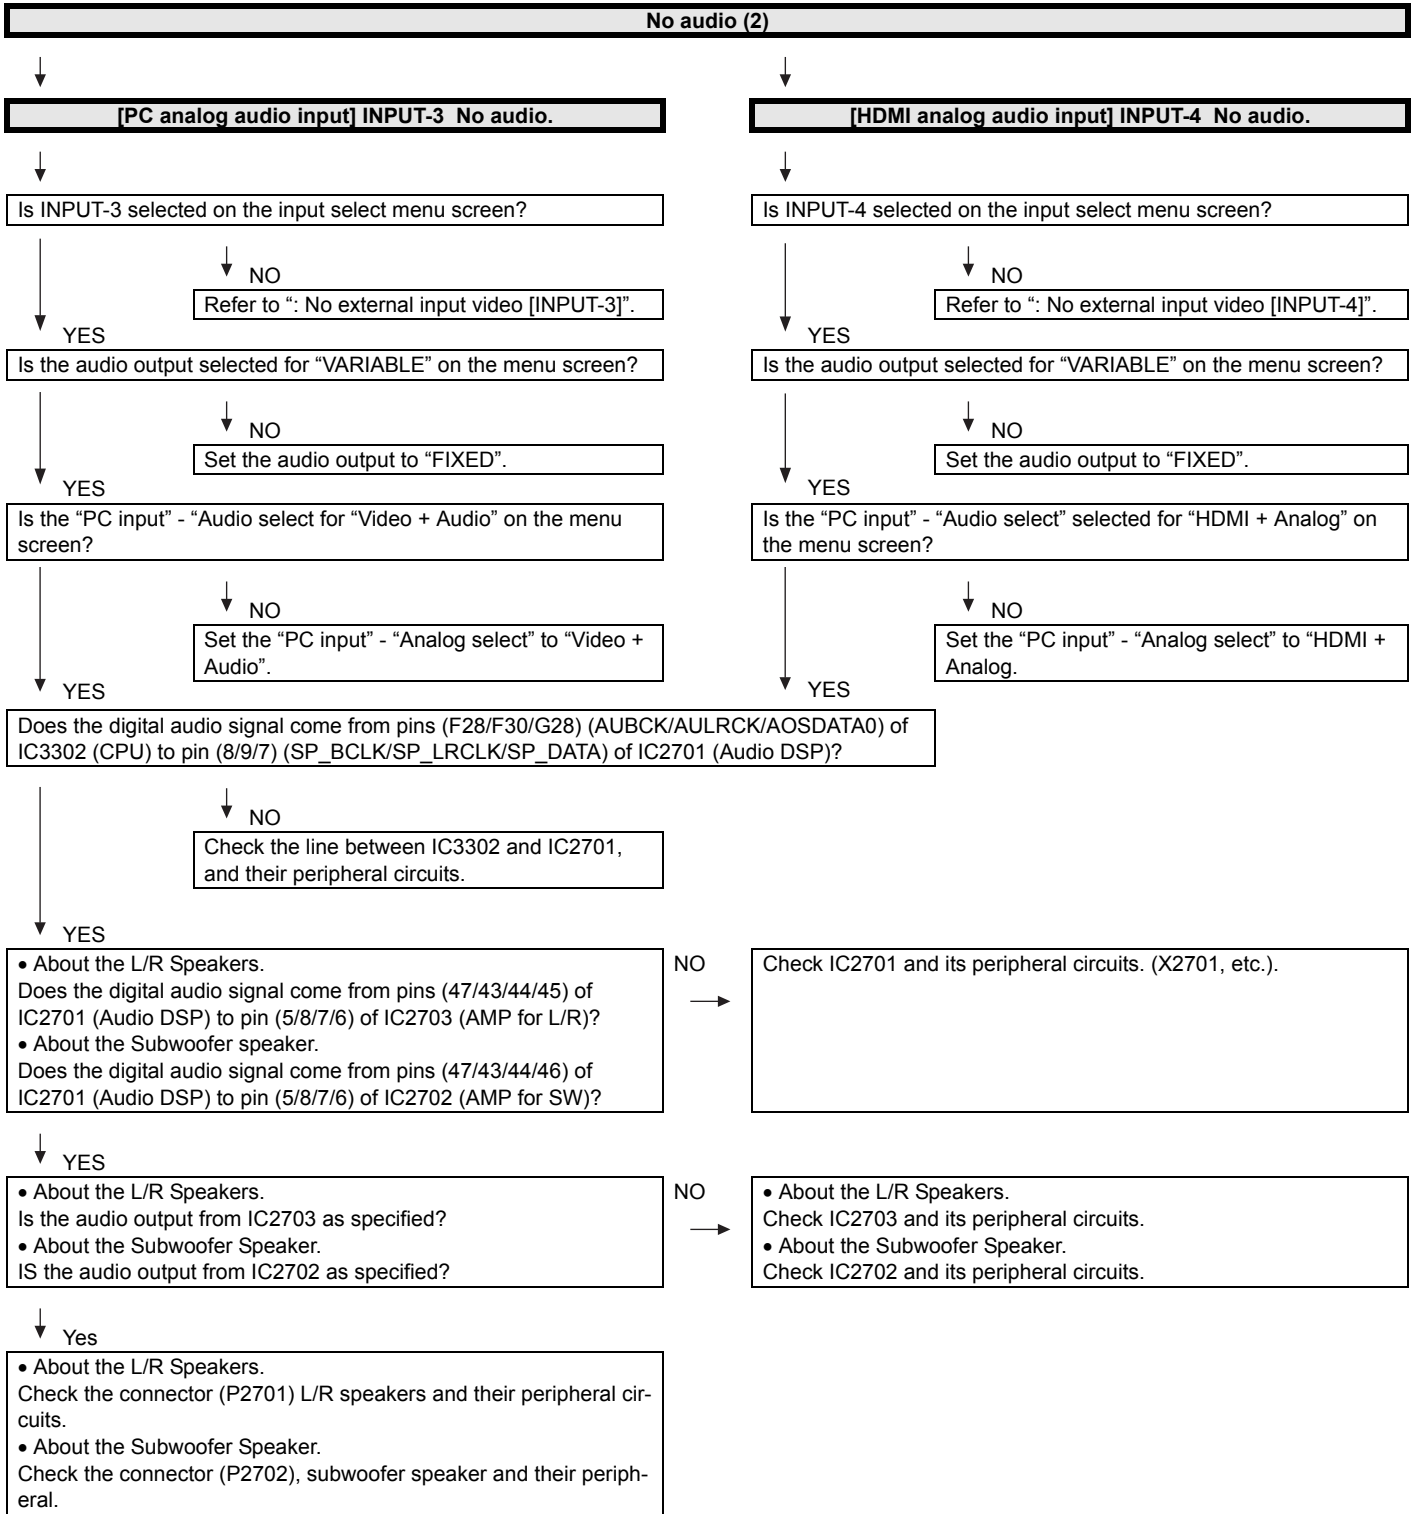 No audio (2)
[PC analog audio input] INPUT-3  No audio.
Is INPUT-3 selected on the input select menu screen?
NO
Refer to “: No external input video [INPUT-3]”.
YES
Is the audio output selected for “VARIABLE” on the menu screen?
NO
Set the audio output to “FIXED”.
YES
Is the “PC input” - “Audio select for “Video + Audio” on the menu
screen?
NO
Set the “PC input” - “Analog select” to “Video +
Audio”.
YES
[HDMI analog audio input] INPUT-4  No audio.
Is INPUT-4 selected on the input select menu screen?
NO
Refer to “: No external input video [INPUT-4]”.
YES
Is the audio output selected for “VARIABLE” on the menu screen?
NO
Set the audio output to “FIXED”.
YES
Is the “PC input” - “Audio select” selected for “HDMI + Analog” on
the menu screen?
NO
Set the “PC input” - “Analog select” to “HDMI +
Analog.
YES
Does the digital audio signal come from pins (F28/F30/G28) (AUBCK/AULRCK/AOSDATA0) of
IC3302 (CPU) to pin (8/9/7) (SP_BCLK/SP_LRCLK/SP_DATA) of IC2701 (Audio DSP)?
NO
Check the line between IC3302 and IC2701,
and their peripheral circuits.
YES
• About the L/R Speakers.
Does the digital audio signal come from pins (47/43/44/45) of
IC2701 (Audio DSP) to pin (5/8/7/6) of IC2703 (AMP for L/R)?
• About the Subwoofer speaker.
Does the digital audio signal come from pins (47/43/44/46) of
IC2701 (Audio DSP) to pin (5/8/7/6) of IC2702 (AMP for SW)?
NO
Check IC2701 and its peripheral circuits. (X2701, etc.).
YES
• About the L/R Speakers.
Is the audio output from IC2703 as specified?
• About the Subwoofer Speaker.
IS the audio output from IC2702 as specified?
NO
• About the L/R Speakers.
Check IC2703 and its peripheral circuits.
• About the Subwoofer Speaker.
Check IC2702 and its peripheral circuits.
Yes
• About the L/R Speakers.
Check the connector (P2701) L/R speakers and their peripheral cir-
cuits.
• About the Subwoofer Speaker.
Check the connector (P2702), subwoofer speaker and their periph-
eral.